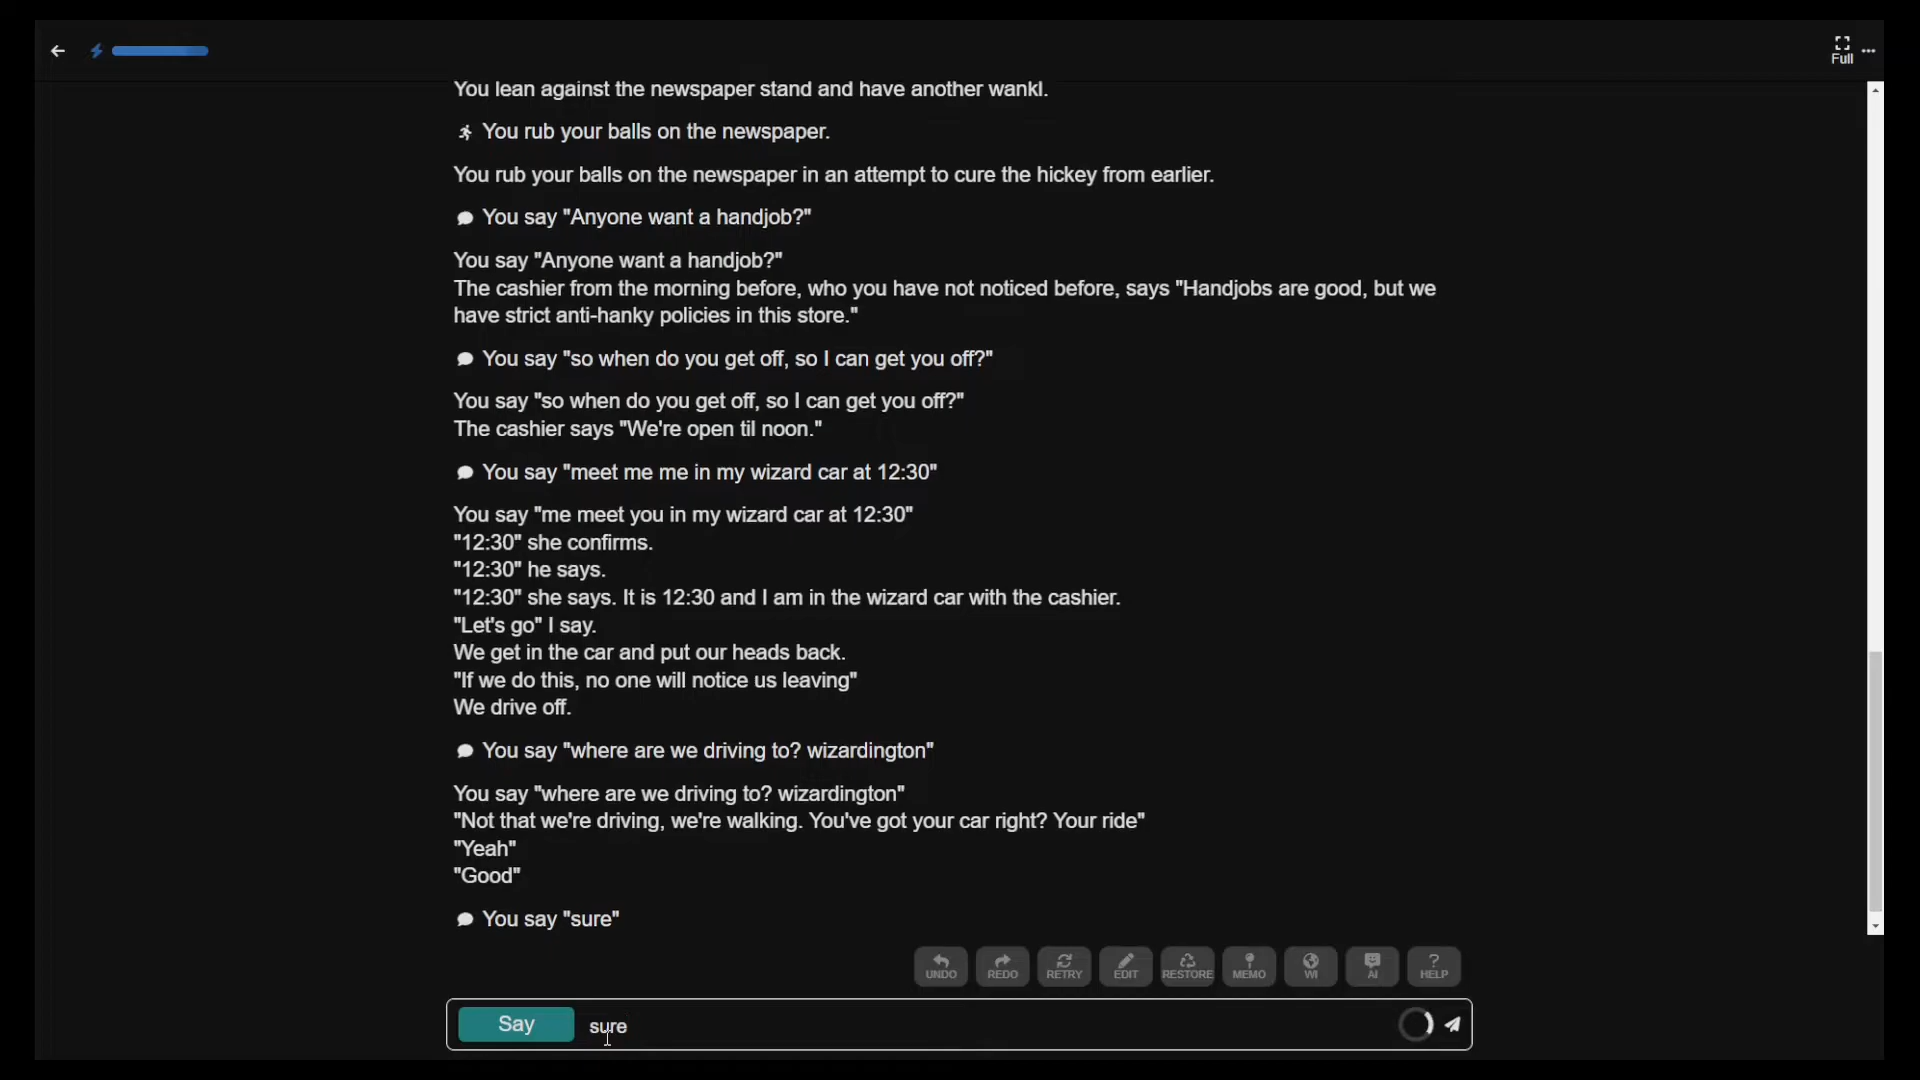 Full
You lean against the newspaper stand and have another wankl.
You rub your balls on the newspaper.
You rub your balls on the newspaper in an attempt to cure the hickey from earlier.
You say "Anyone want a handjob?"
You say "Anyone want a handjob?"
The cashier from the morning before, who you have not noticed before, says "Handjobs are good, but we
have strict anti-hanky policies in this store."
You say "so when do you get off, so I can get you off?"
You say "so when do you get off, so I can get you off?"
The cashier says "We're open til noon."
You say "meet me me in my wizard car at 12:30"
You say "me meet you in my wizard car at 12:30"
"12:30" she confirms.
"12:30" he says.
"12:30" she says. It is 12:30 and I am in the wizard car with the cashier.
"Let's go" I say.
We get in the car and put our heads back.
"If we do this, no one will notice us leaving"
We drive off.
You say "where are we driving to? wizardington"
You say "where are we driving to? wizardington"
"Not that we're driving, we're walking. You've got your car right? Your ride"
"Yeah"
"Good"
You say "sure"
UNDO REDO RETRY EDIT RESTORE MEMO WI AI HELP
Say sure